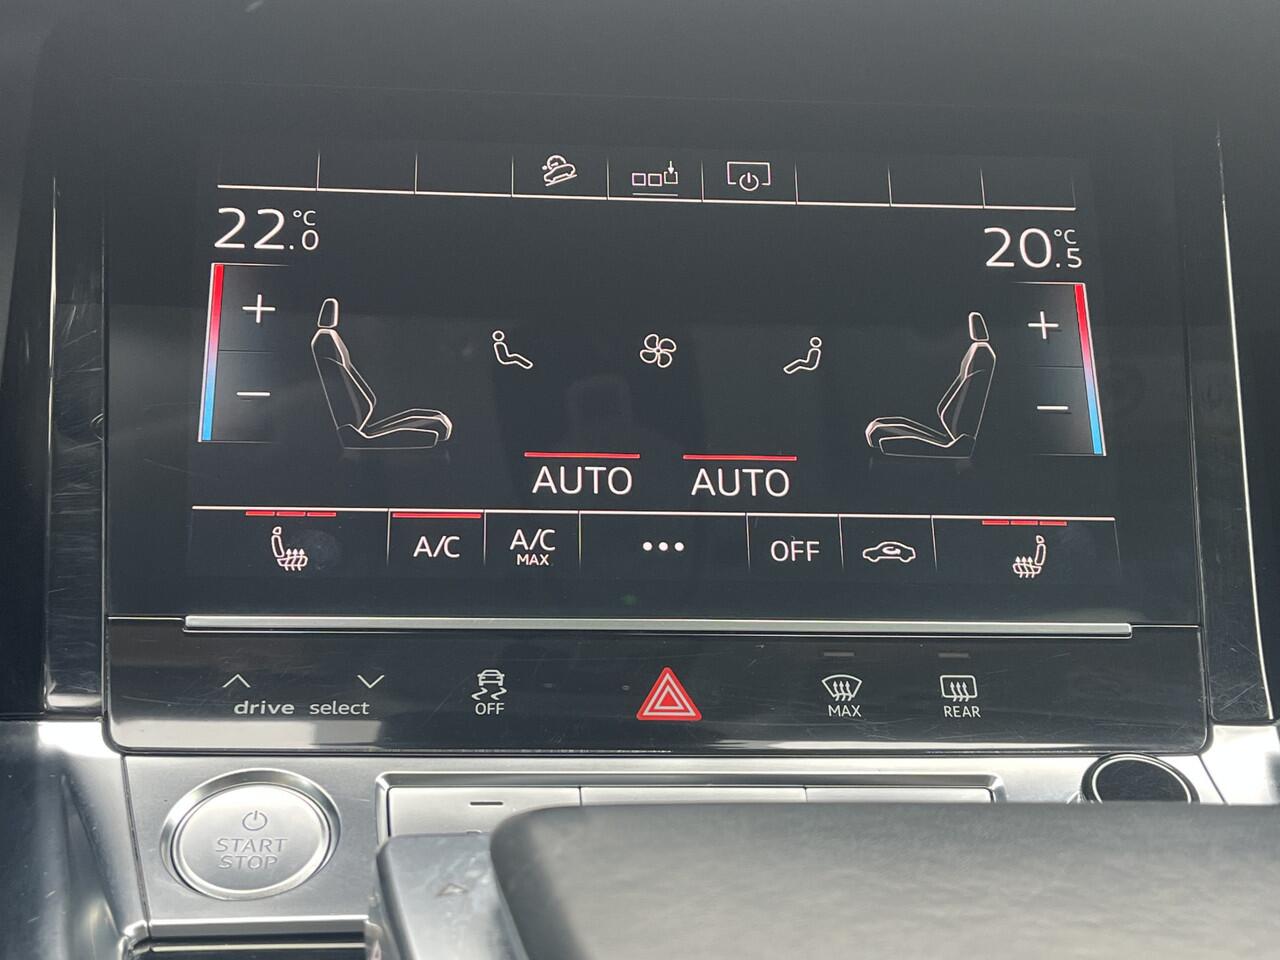 22.0 °C
20.5 °C
AUTO AUTO
A/C A/C MAX OFF
drive select OFF MAX REAR
START
STOP